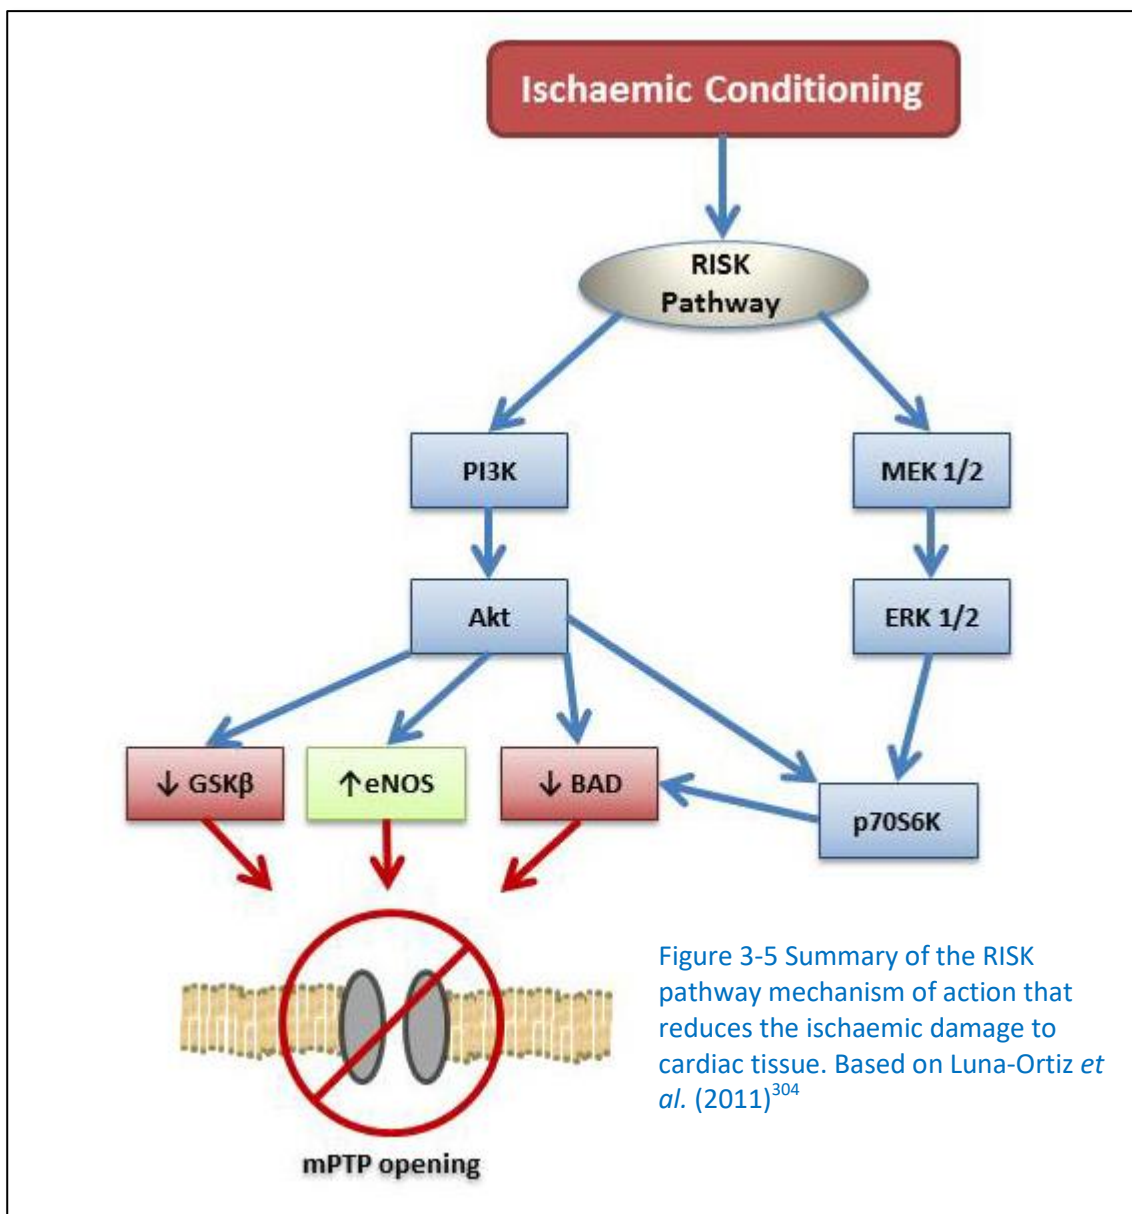 Ischaemic Conditioning
RISK
Pathway
PI3K
MEK 1/2
Akt
ERK 1/2
↓ GSKβ
↑eNOS
↓ BAD
p70S6K
Figure 3-5 Summary of the RISK
pathway mechanism of action that
reduces the ischaemic damage to
cardiac tissue. Based on Luna-Ortiz et
al. (2011)304
mPTP opening